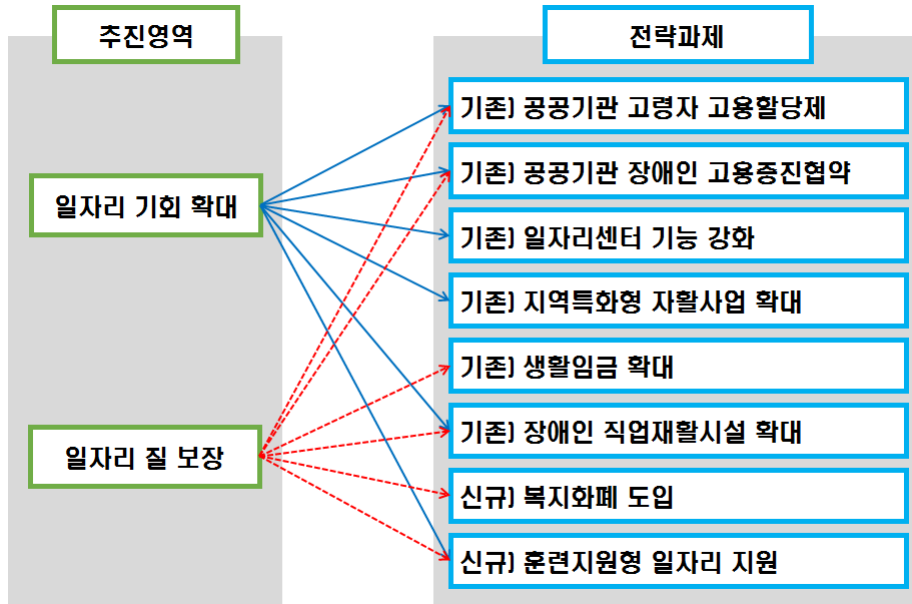 추진영역
전략과제
일자리 기회 확대
일자리 질 보장
기존) 공공기관 고령자 고용할당제
기존) 공공기관 장애인 고용증진협약
기존) 일자리센터 기능 강화
기존) 지역특화형 자활사업 확대
기존) 생활임금 확대
기존) 장애인 직업재활시설 확대
신규) 복지화폐 도입
신규) 훈련지원형 일자리 지원